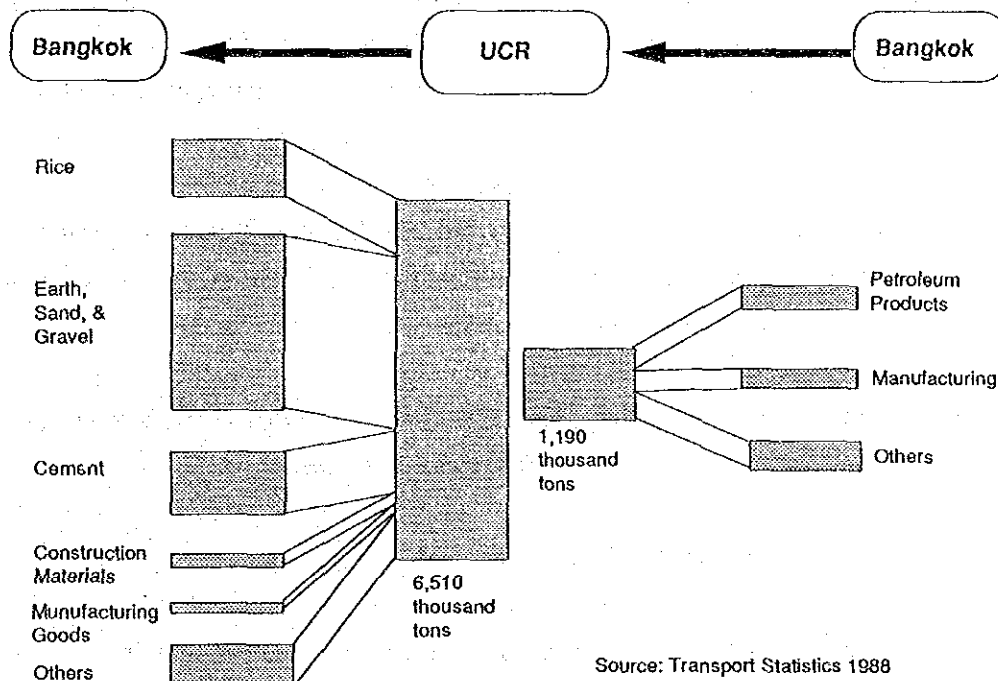 Bangkok
UCR
Bangkok
Rice
Earth,
Sand, &
Gravel
Cement
Construction
Materials
Munufacturing
Goods
Others
6,510
thousand
tons
1,190
thousand
tons
Petroleum
Products
Manufacturing
Others
Source: Transport Statistics 1988